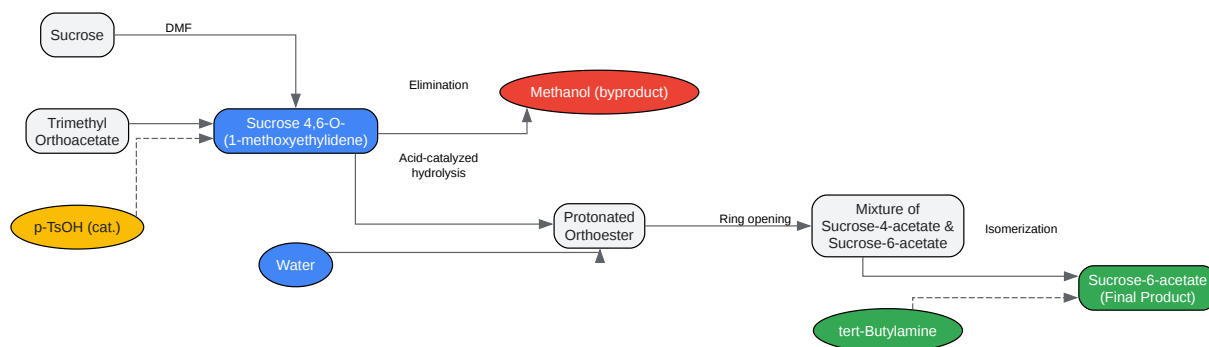 Sucrose
DMF
Elimination
Methanol (byproduct)
Trimethyl
Orthoacetate
Sucrose 4,6-O-
(1-methoxyethylidene)
Acid-catalyzed
hydrolysis
p-TsOH (cat.)
Water
Protonated
Orthoester
Ring opening
Mixture of
Sucrose-4-acetate &
Sucrose-6-acetate
Isomerization
Sucrose-6-acetate
(Final Product)
tert-Butylamine